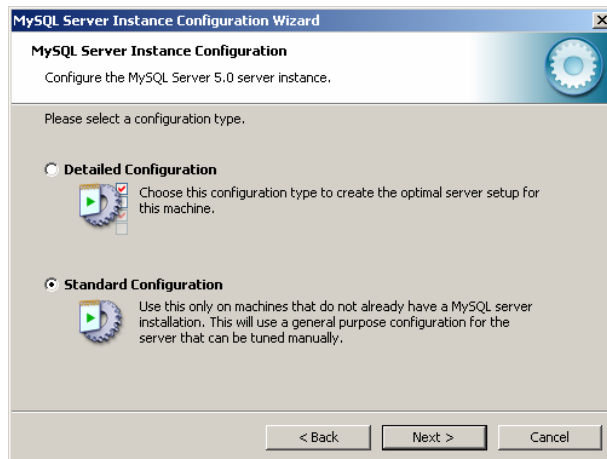 MySQL Server Instance Configuration Wizard
MySQL Server Instance Configuration
Configure the MySQL Server 5.0 server instance.
Please select a configuration type.
Detailed Configuration
Choose this configuration type to create the optimal server setup for
this machine.
Standard Configuration
Use this only on machines that do not already have a MySQL server
installation. This will use a general purpose configuration for the
server that can be tuned manually.
< Back Next > Cancel